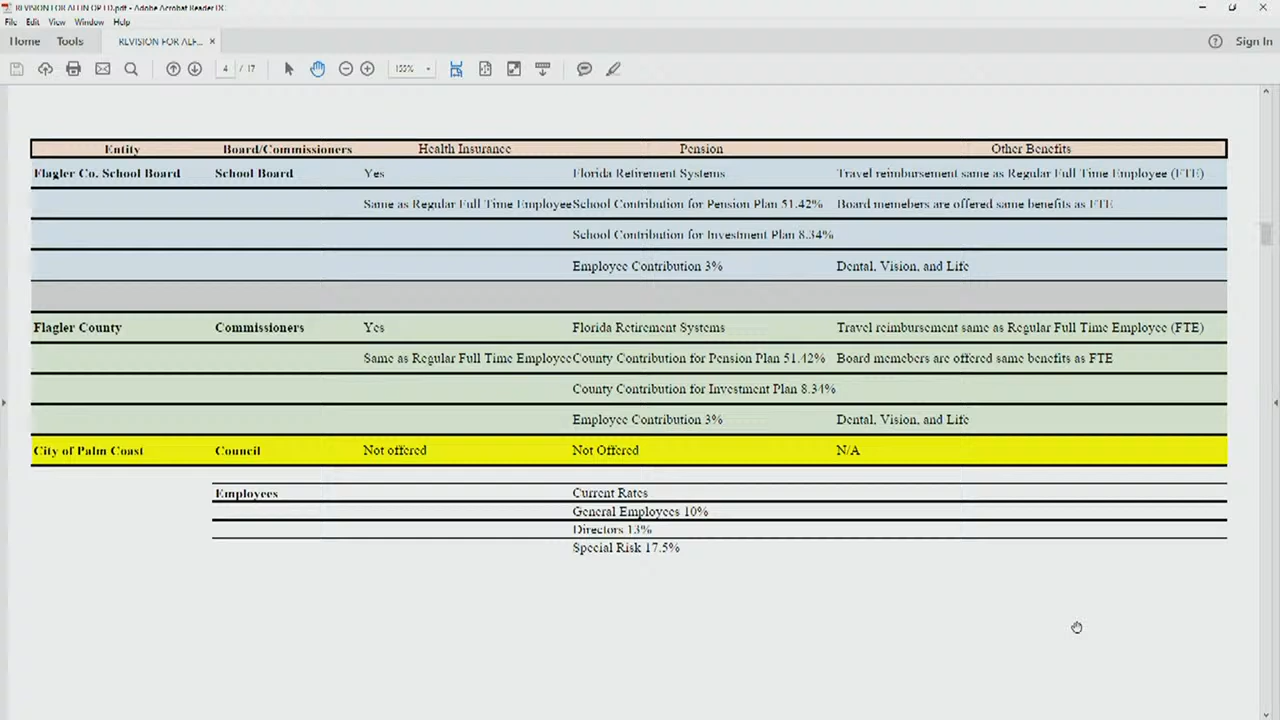 REVISION FOR ALFIN OP TD.pdf - Adobe Acrobat Reader DC
File Edit View Window Help
Home Tools REVISION FOR ALF... × Sign In
4 / 17 155%
Entity Board/Commissioners Health Insurance Pension Other Benefits
Flagler Co. School Board School Board Yes Florida Retirement Systems Travel reimbursement same as Regular Full Time Employee (FTE)
Same as Regular Full Time Employee School Contribution for Pension Plan 51.42% Board memebers are offered same benefits as FTE
School Contribution for Investment Plan 8.34%
Employee Contribution 3% Dental, Vision, and Life
Flagler County Commissioners Yes Florida Retirement Systems Travel reimbursement same as Regular Full Time Employee (FTE)
Same as Regular Full Time Employee County Contribution for Pension Plan 51.42% Board memebers are offered same benefits as FTE
County Contribution for Investment Plan 8.34%
Employee Contribution 3% Dental, Vision, and Life
City of Palm Coast Council Not offered Not Offered N/A
Employees Current Rates
General Employees 10%
Directors 13%
Special Risk 17.5%